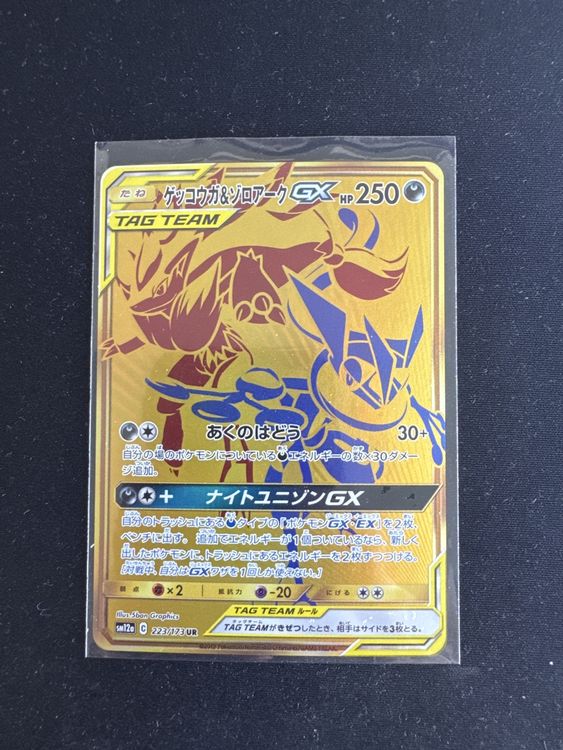 たね ゲッコウガ&ゾロアークGX HP250
TAG TEAM
あくのはどう 30+
自分の場のポケモンについているエネルギーの数×30ダメ
ージ追加。
+ ナイトユニゾンGX
自分のトラッシュにあるタイプの「ポケモンGX・EX」を2枚、
ベンチに出す。追加でエネルギーが1個ついているなら、新しく
出したポケモンに、トラッシュにあるエネルギーを2枚ずつつける。
[対戦中、自分はGXワザを1回しか使えない。]
弱点 ×2 抵抗力 -20 にげる
Illus. 5ban Graphics
TAG TEAM ルール
sm12a C 223/173 UR
TAG TEAMがきぜつしたとき、相手はサイドを3枚とる。